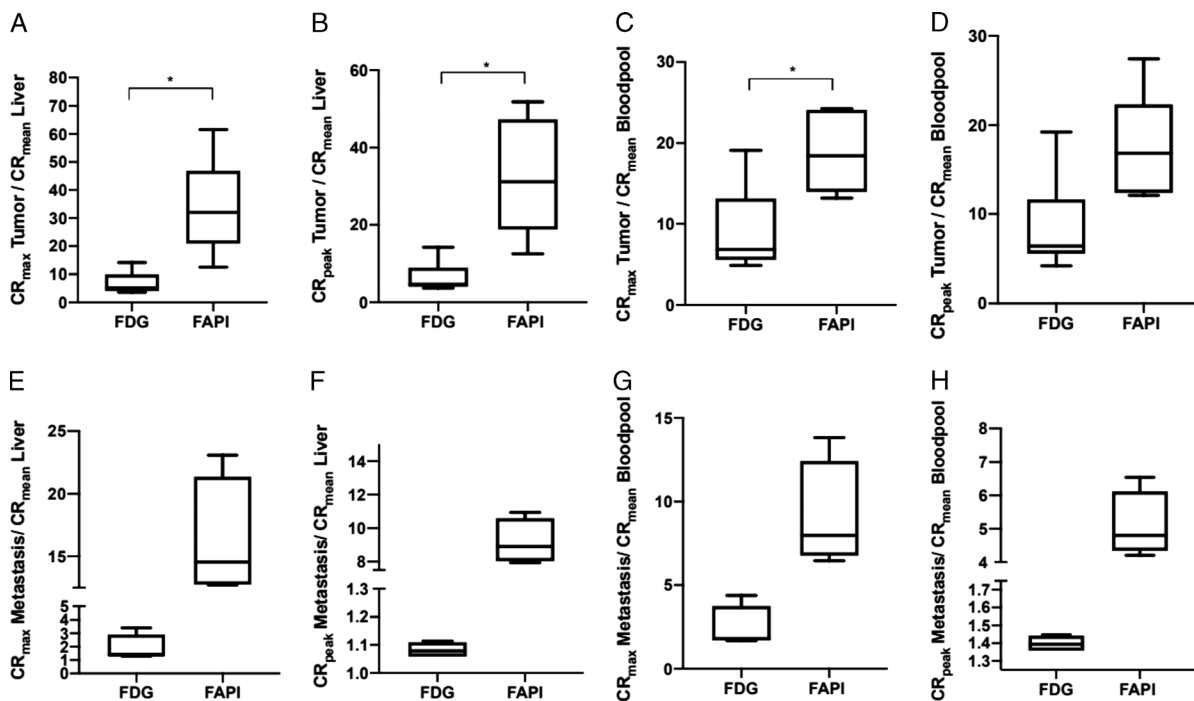 A
CRmax Tumor / CRmean Liver
80
70
60
50
40
30
20
10
0
*
FDG
FAPI
B
CRpeak Tumor / CRmean Liver
60
40
20
0
*
FDG
FAPI
C
CRmax Tumor / CRmean Bloodpool
30
20
10
0
*
FDG
FAPI
D
CRpeak Tumor / CRmean Bloodpool
30
20
10
0
FDG
FAPI
E
CRmax Metastasis/ CRmean Liver
25
20
15
5
4
3
2
1
0
FDG
FAPI
F
CRpeak Metastasis/ CRmean Liver
14
12
10
8
1.3
1.2
1.1
1.0
FDG
FAPI
G
CRmax Metastasis/ CRmean Bloodpool
15
10
5
0
FDG
FAPI
H
CRpeak Metastasis/ CRmean Bloodpool
8
7
6
5
4
1.7
1.6
1.5
1.4
1.3
FDG
FAPI